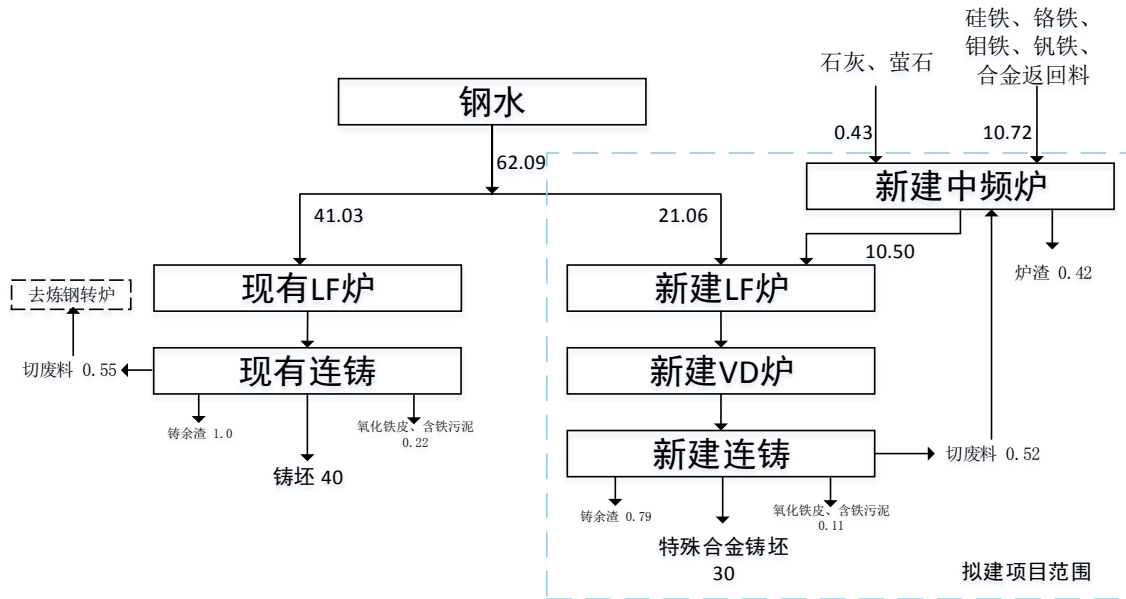 硅铁、铬铁、
钼铁、钒铁、
合金返回料
石灰、萤石
钢水
0.43
10.72
62.09
新建中频炉
41.03
21.06
10.50
炉渣 0.42
现有LF炉
新建LF炉
去炼钢转炉
现有连铸
新建VD炉
切废料 0.55
铸余渣 1.0
氧化铁皮、含铁污泥
0.22
铸坯 40
新建连铸
切废料 0.52
铸余渣 0.79
氧化铁皮、含铁污泥
0.11
特殊合金铸坯
30
拟建项目范围